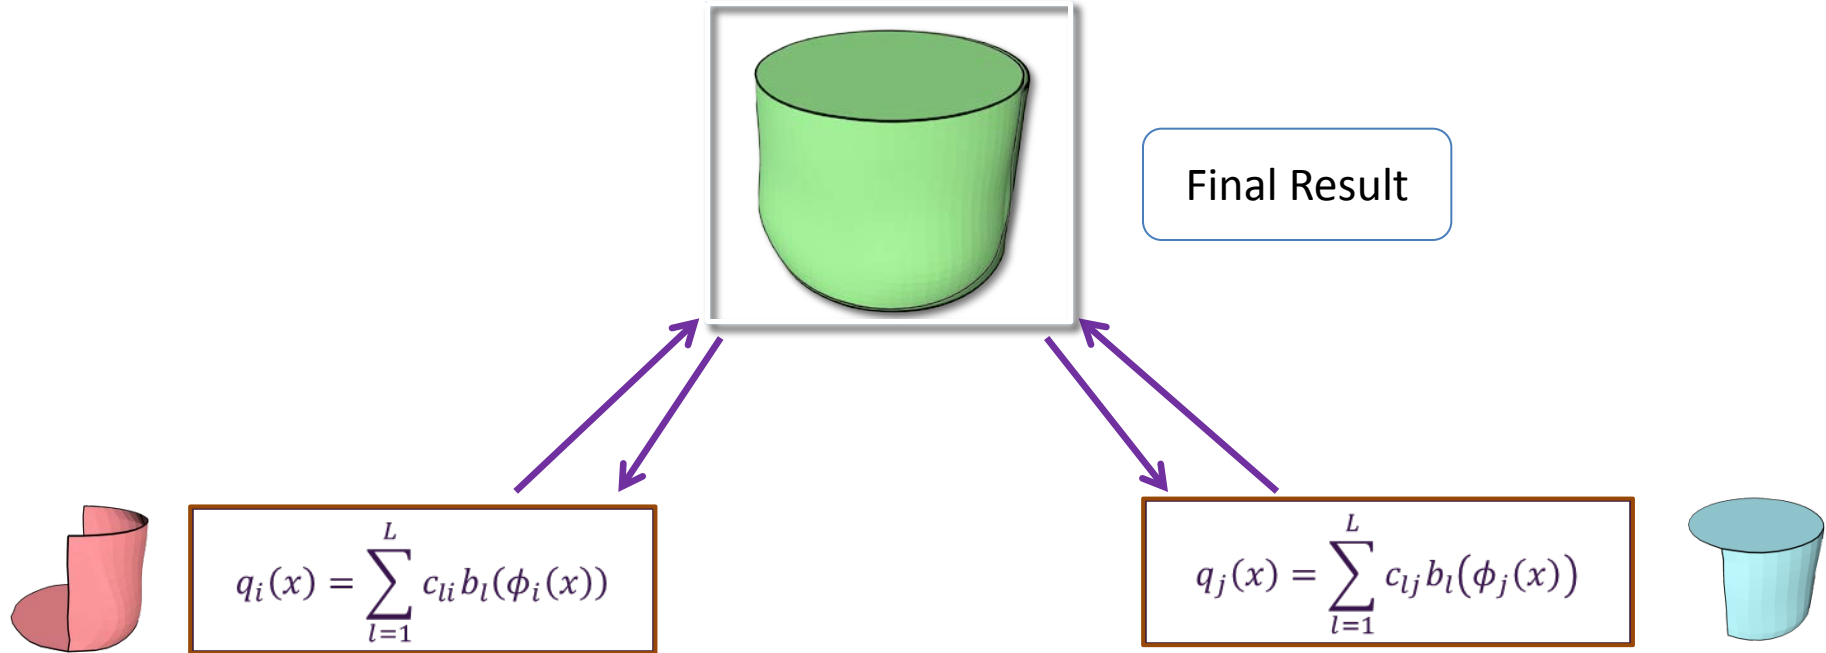 Final Result
$q_i(x) = \sum_{l=1}^{L} c_{li} b_l(\phi_i(x))$
$q_j(x) = \sum_{l=1}^{L} c_{lj} b_l(\phi_j(x))$